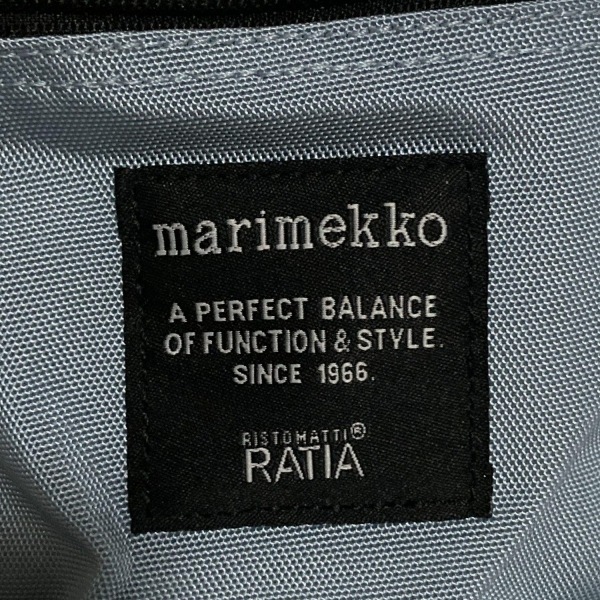 marimekko
A PERFECT BALANCE
OF FUNCTION & STYLE.
SINCE 1966.
RISTOMATTI®
RATIA